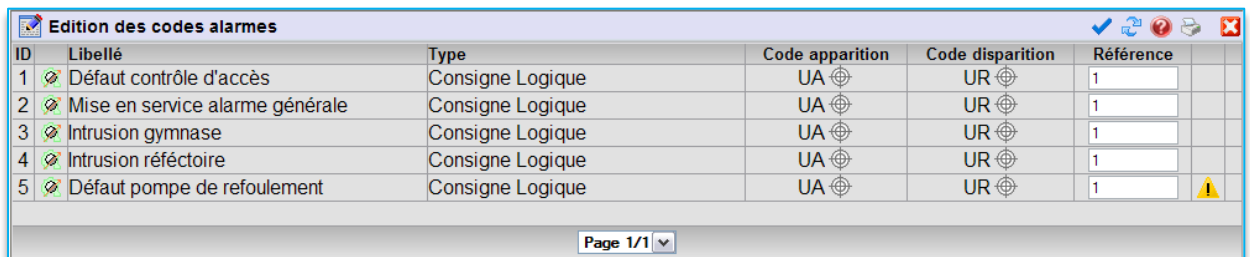 Edition des codes alarmes
ID Libellé Type Code apparition Code disparition Référence
1 Défaut contrôle d'accès Consigne Logique UA UR 1
2 Mise en service alarme générale Consigne Logique UA UR 1
3 Intrusion gymnase Consigne Logique UA UR 1
4 Intrusion réféctoire Consigne Logique UA UR 1
5 Défaut pompe de refoulement Consigne Logique UA UR 1
Page 1/1